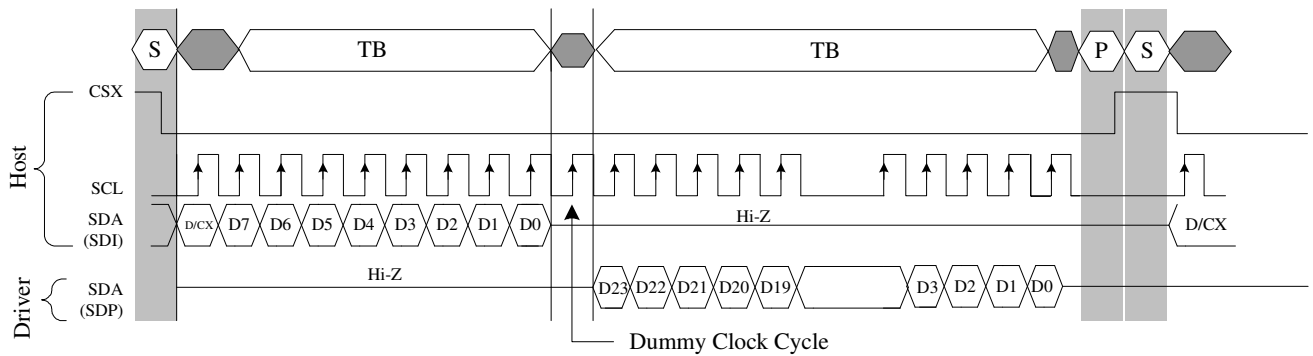 S TB TB P S
CSX
Host
SCL
SDA
(SDI)
D/CX D7 D6 D5 D4 D3 D2 D1 D0 Hi-Z D/CX
Driver
SDA
(SDP)
Hi-Z D23 D22 D21 D20 D19 D3 D2 D1 D0
Dummy Clock Cycle